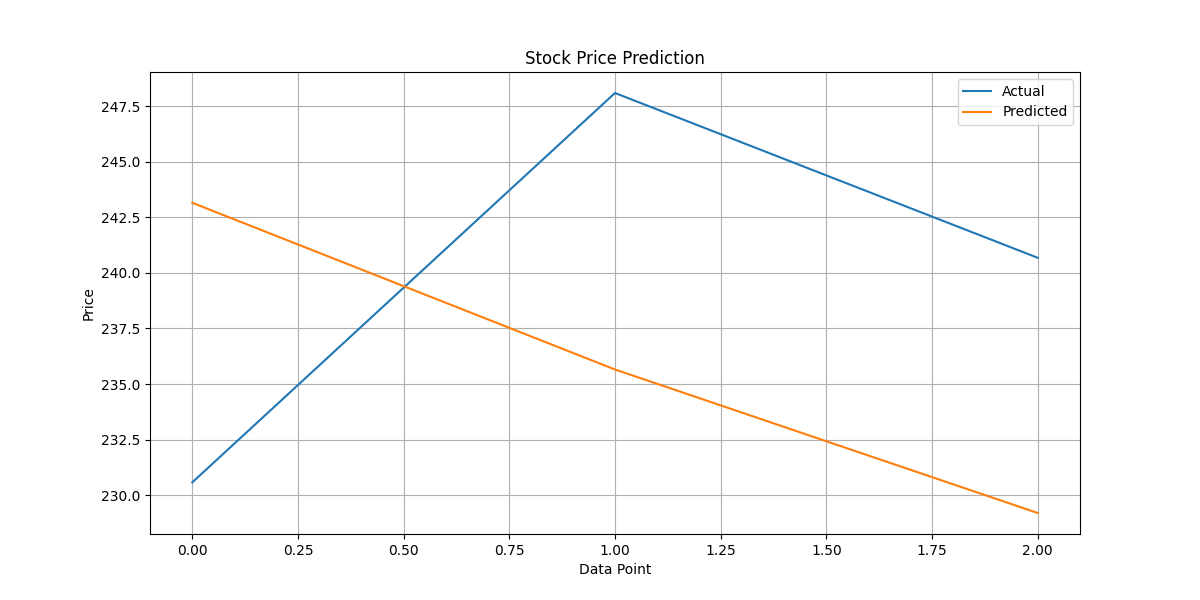 Stock Price Prediction
Actual
Predicted
247.5
245.0
242.5
240.0
237.5
235.0
232.5
230.0
Price
0.00 0.25 0.50 0.75 1.00 1.25 1.50 1.75 2.00
Data Point